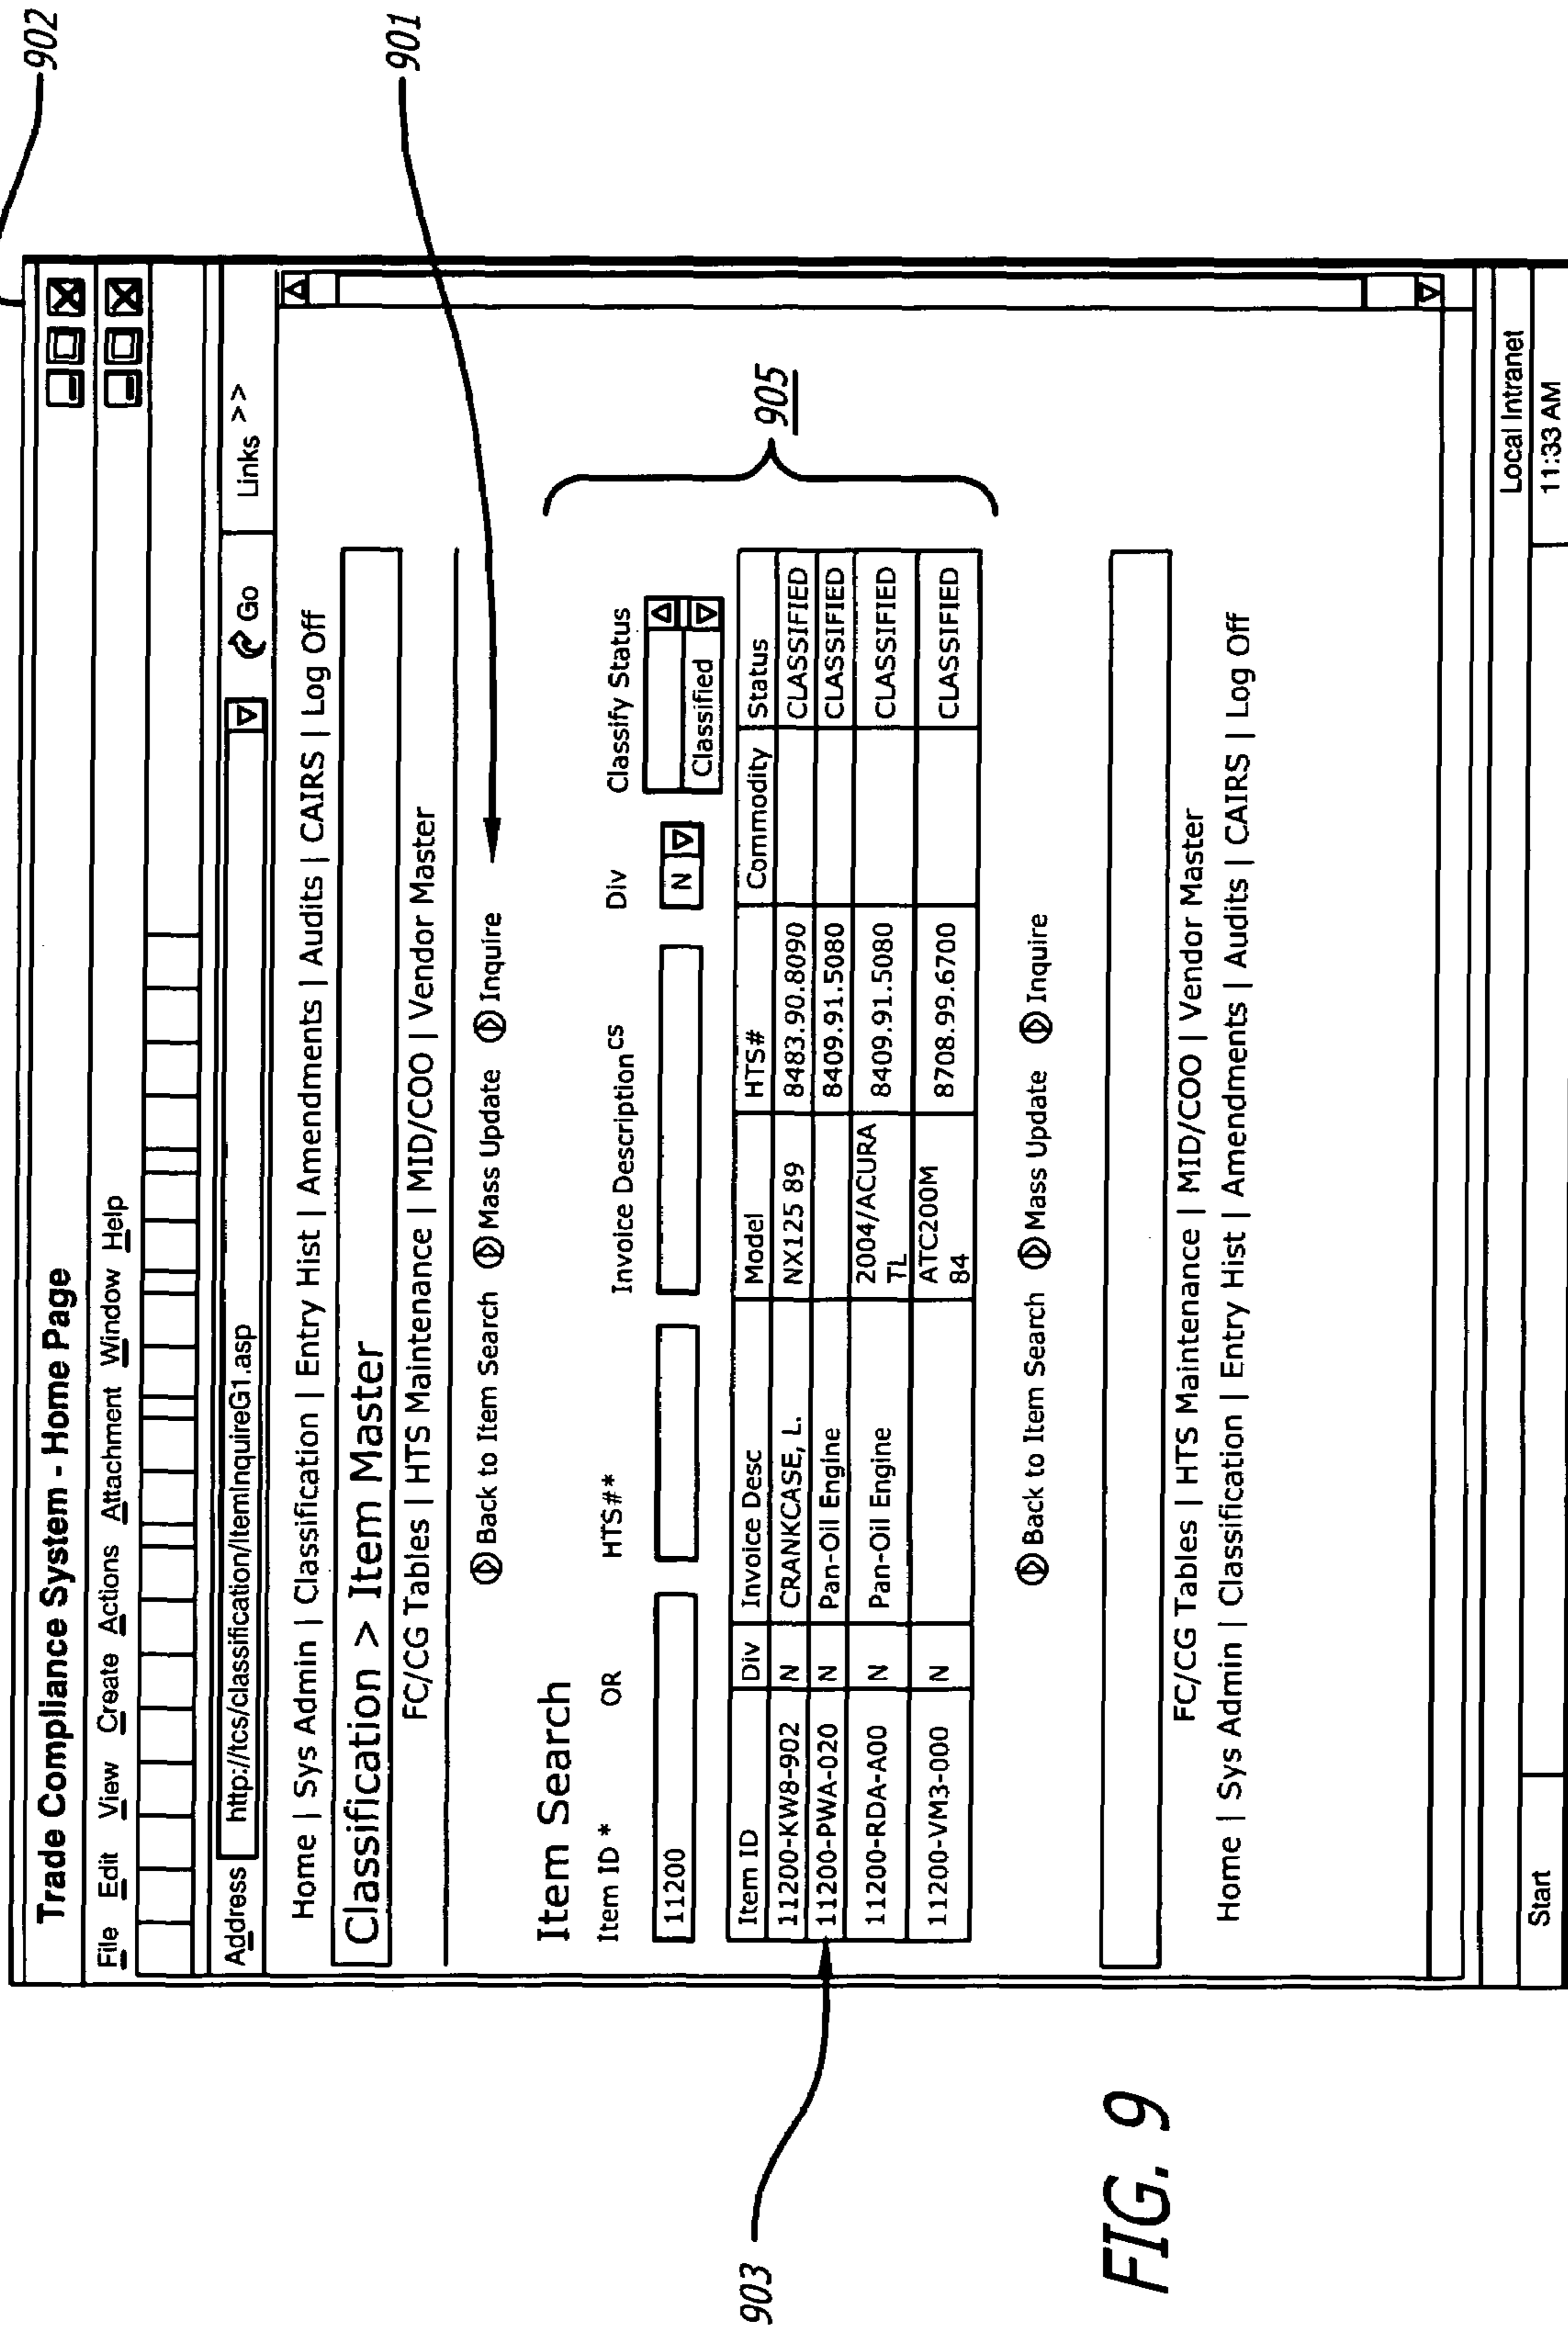 902
Trade Compliance System - Home Page
File Edit View Create Actions Attachment Window Help
Address http://tcs/classification/ItemInquireG1.asp Go Links >>
901
Home | Sys Admin | Classification | Entry Hist | Amendments | Audits | CAIRS | Log Off
Classification > Item Master
FC/CG Tables | HTS Maintenance | MID/COO | Vendor Master
Back to Item Search Mass Update Inquire
Item Search
905
Item ID * OR HTS#* Invoice DescriptionCS Div Classify Status
11200 N Classified
Item ID Div Invoice Desc Model HTS# Commodity Status
11200-KW8-902 N CRANKCASE, L. NX125 89 8483.90.8090 CLASSIFIED
903
11200-PWA-020 N Pan-Oil Engine 8409.91.5080 CLASSIFIED
11200-RDA-A00 N Pan-Oil Engine 2004/ACURA TL 8409.91.5080 CLASSIFIED
11200-VM3-000 N ATC200M 84 8708.99.6700 CLASSIFIED
Back to Item Search Mass Update Inquire
FC/CG Tables | HTS Maintenance | MID/COO | Vendor Master
Home | Sys Admin | Classification | Entry Hist | Amendments | Audits | CAIRS | Log Off
Local Intranet
Start 11:33 AM
FIG. 9